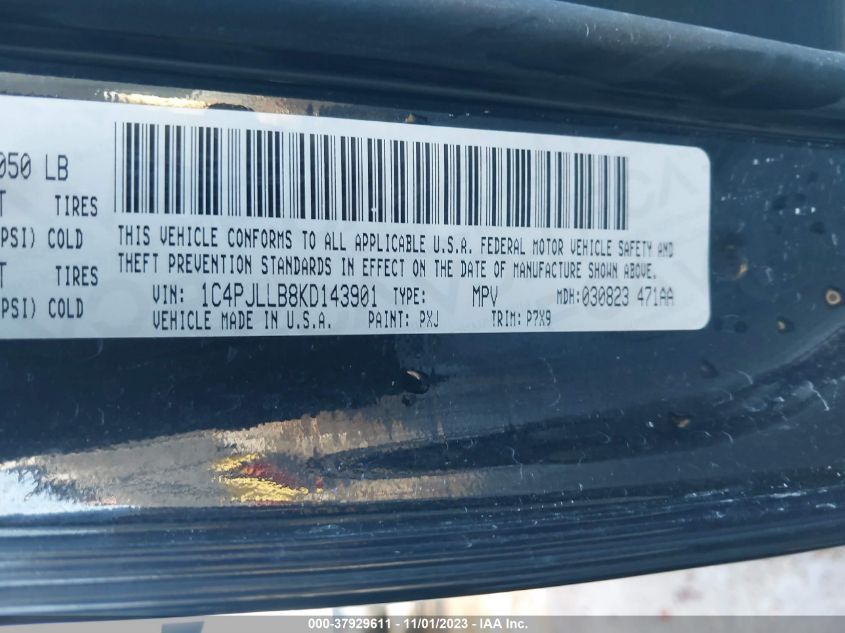 050 LB
T TIRES
PSI) COLD
T TIRES
PSI) COLD
THIS VEHICLE CONFORMS TO ALL APPLICABLE U.S.A. FEDERAL MOTOR VEHICLE SAFETY AND
THEFT PREVENTION STANDARDS IN EFFECT ON THE DATE OF MANUFACTURE SHOWN ABOVE.
VIN: 1C4PJLLB8KD143901 TYPE: MPV MDH: 030823 471AA
VEHICLE MADE IN U.S.A. PAINT: PXJ TRIM: P7X9
000-37929611 - 11/01/2023 - IAA Inc.